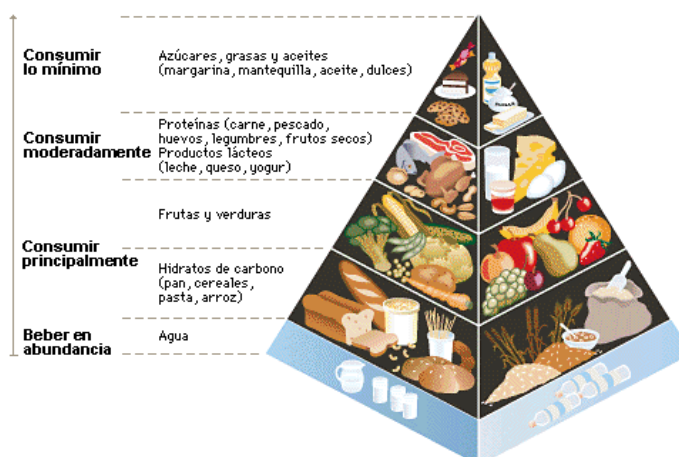 Consumir
lo mínimo
Azúcares, grasas y aceites
(margarina, mantequilla, aceite, dulces)
Consumir
moderadamente
Proteínas (carne, pescado,
huevos, legumbres, frutos secos)
Productos lácteos
(leche, queso, yogur)
Frutas y verduras
Consumir
principalmente
Hidratos de carbono
(pan, cereales,
pasta, arroz)
Beber en
abundancia
Agua